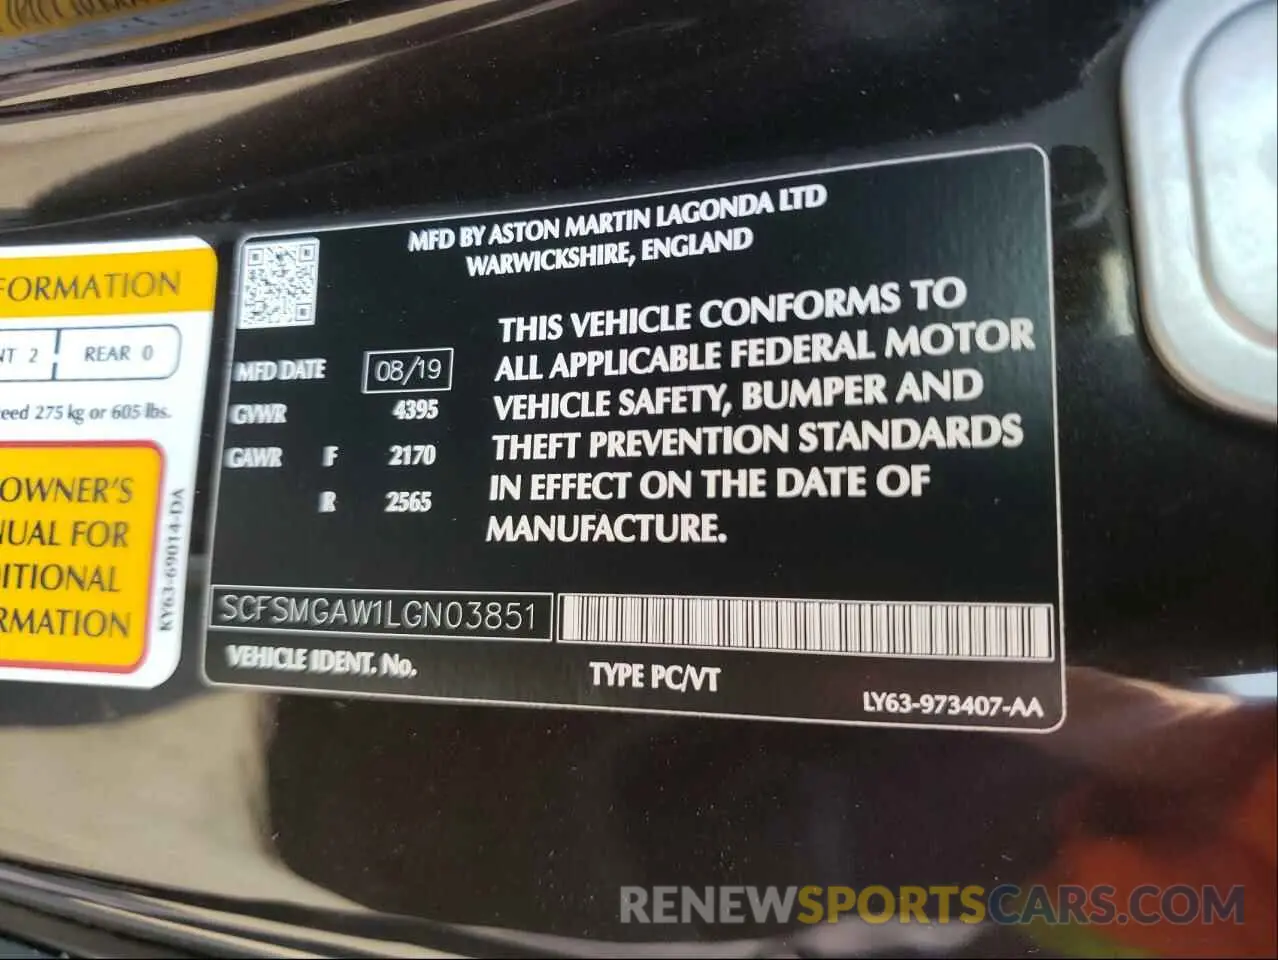 FORMATION
NT 2
REAR 0
eed 275 kg or 605 lbs.
OWNER'S
NUAL FOR
ITIONAL
RMATION
KY63-69014-DA
MFD BY ASTON MARTIN LAGONDA LTD
WARWICKSHIRE, ENGLAND
MFD DATE 08/19
GVWR 4395
GAWR F 2170
R 2565
THIS VEHICLE CONFORMS TO
ALL APPLICABLE FEDERAL MOTOR
VEHICLE SAFETY, BUMPER AND
THEFT PREVENTION STANDARDS
IN EFFECT ON THE DATE OF
MANUFACTURE.
SCFSMGAW1LGN03851
VEHICLE IDENT. No.
TYPE PC/VT
LY63-973407-AA
RENEWSPORTSCARS.COM